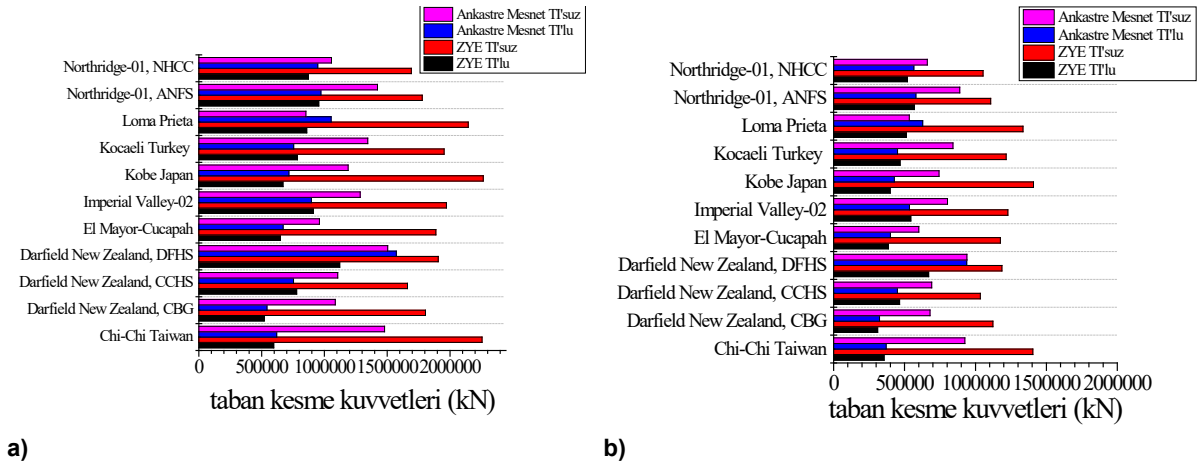 Ankastre Mesnet TI'suz
Ankastre Mesnet TI'lu
ZYE TI'suz
ZYE TI'lu
Northridge-01, NHCC
Northridge-01, ANFS
Loma Prieta
Kocaeli Turkey
Kobe Japan
Imperial Valley-02
El Mayor-Cucapah
Darfield New Zealand, DFHS
Darfield New Zealand, CCHS
Darfield New Zealand, CBG
Chi-Chi Taiwan
0 500000 1000000 1500000 2000000
taban kesme kuvvetleri (kN)
a)
Ankastre Mesnet TI'suz
Ankastre Mesnet TI'lu
ZYE TI'suz
ZYE TI'lu
Northridge-01, NHCC
Northridge-01, ANFS
Loma Prieta
Kocaeli Turkey
Kobe Japan
Imperial Valley-02
El Mayor-Cucapah
Darfield New Zealand, DFHS
Darfield New Zealand, CCHS
Darfield New Zealand, CBG
Chi-Chi Taiwan
0 500000 1000000 1500000 2000000
taban kesme kuvvetleri (kN)
b)